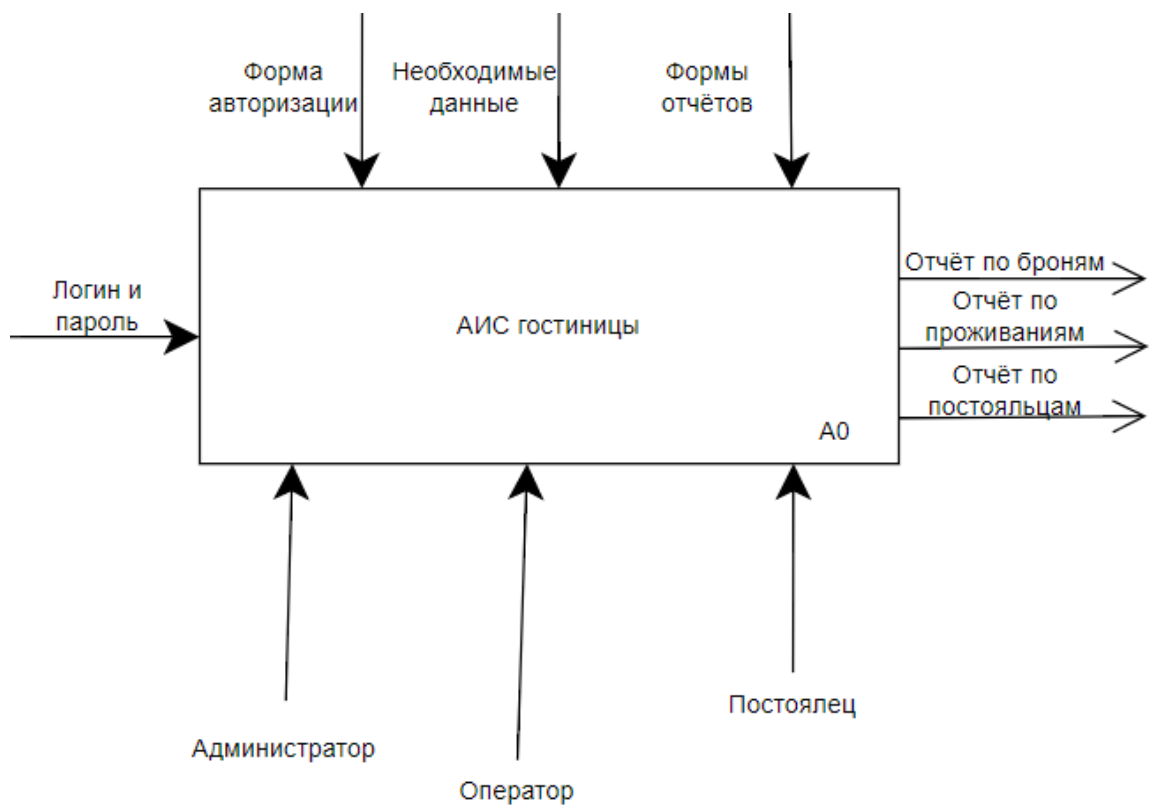 Форма
авторизации
Необходимые
данные
Формы
отчётов
Логин и
пароль
АИС гостиницы
A0
Отчёт по броням
Отчёт по
проживаниям
Отчёт по
постояльцам
Администратор
Оператор
Постоялец